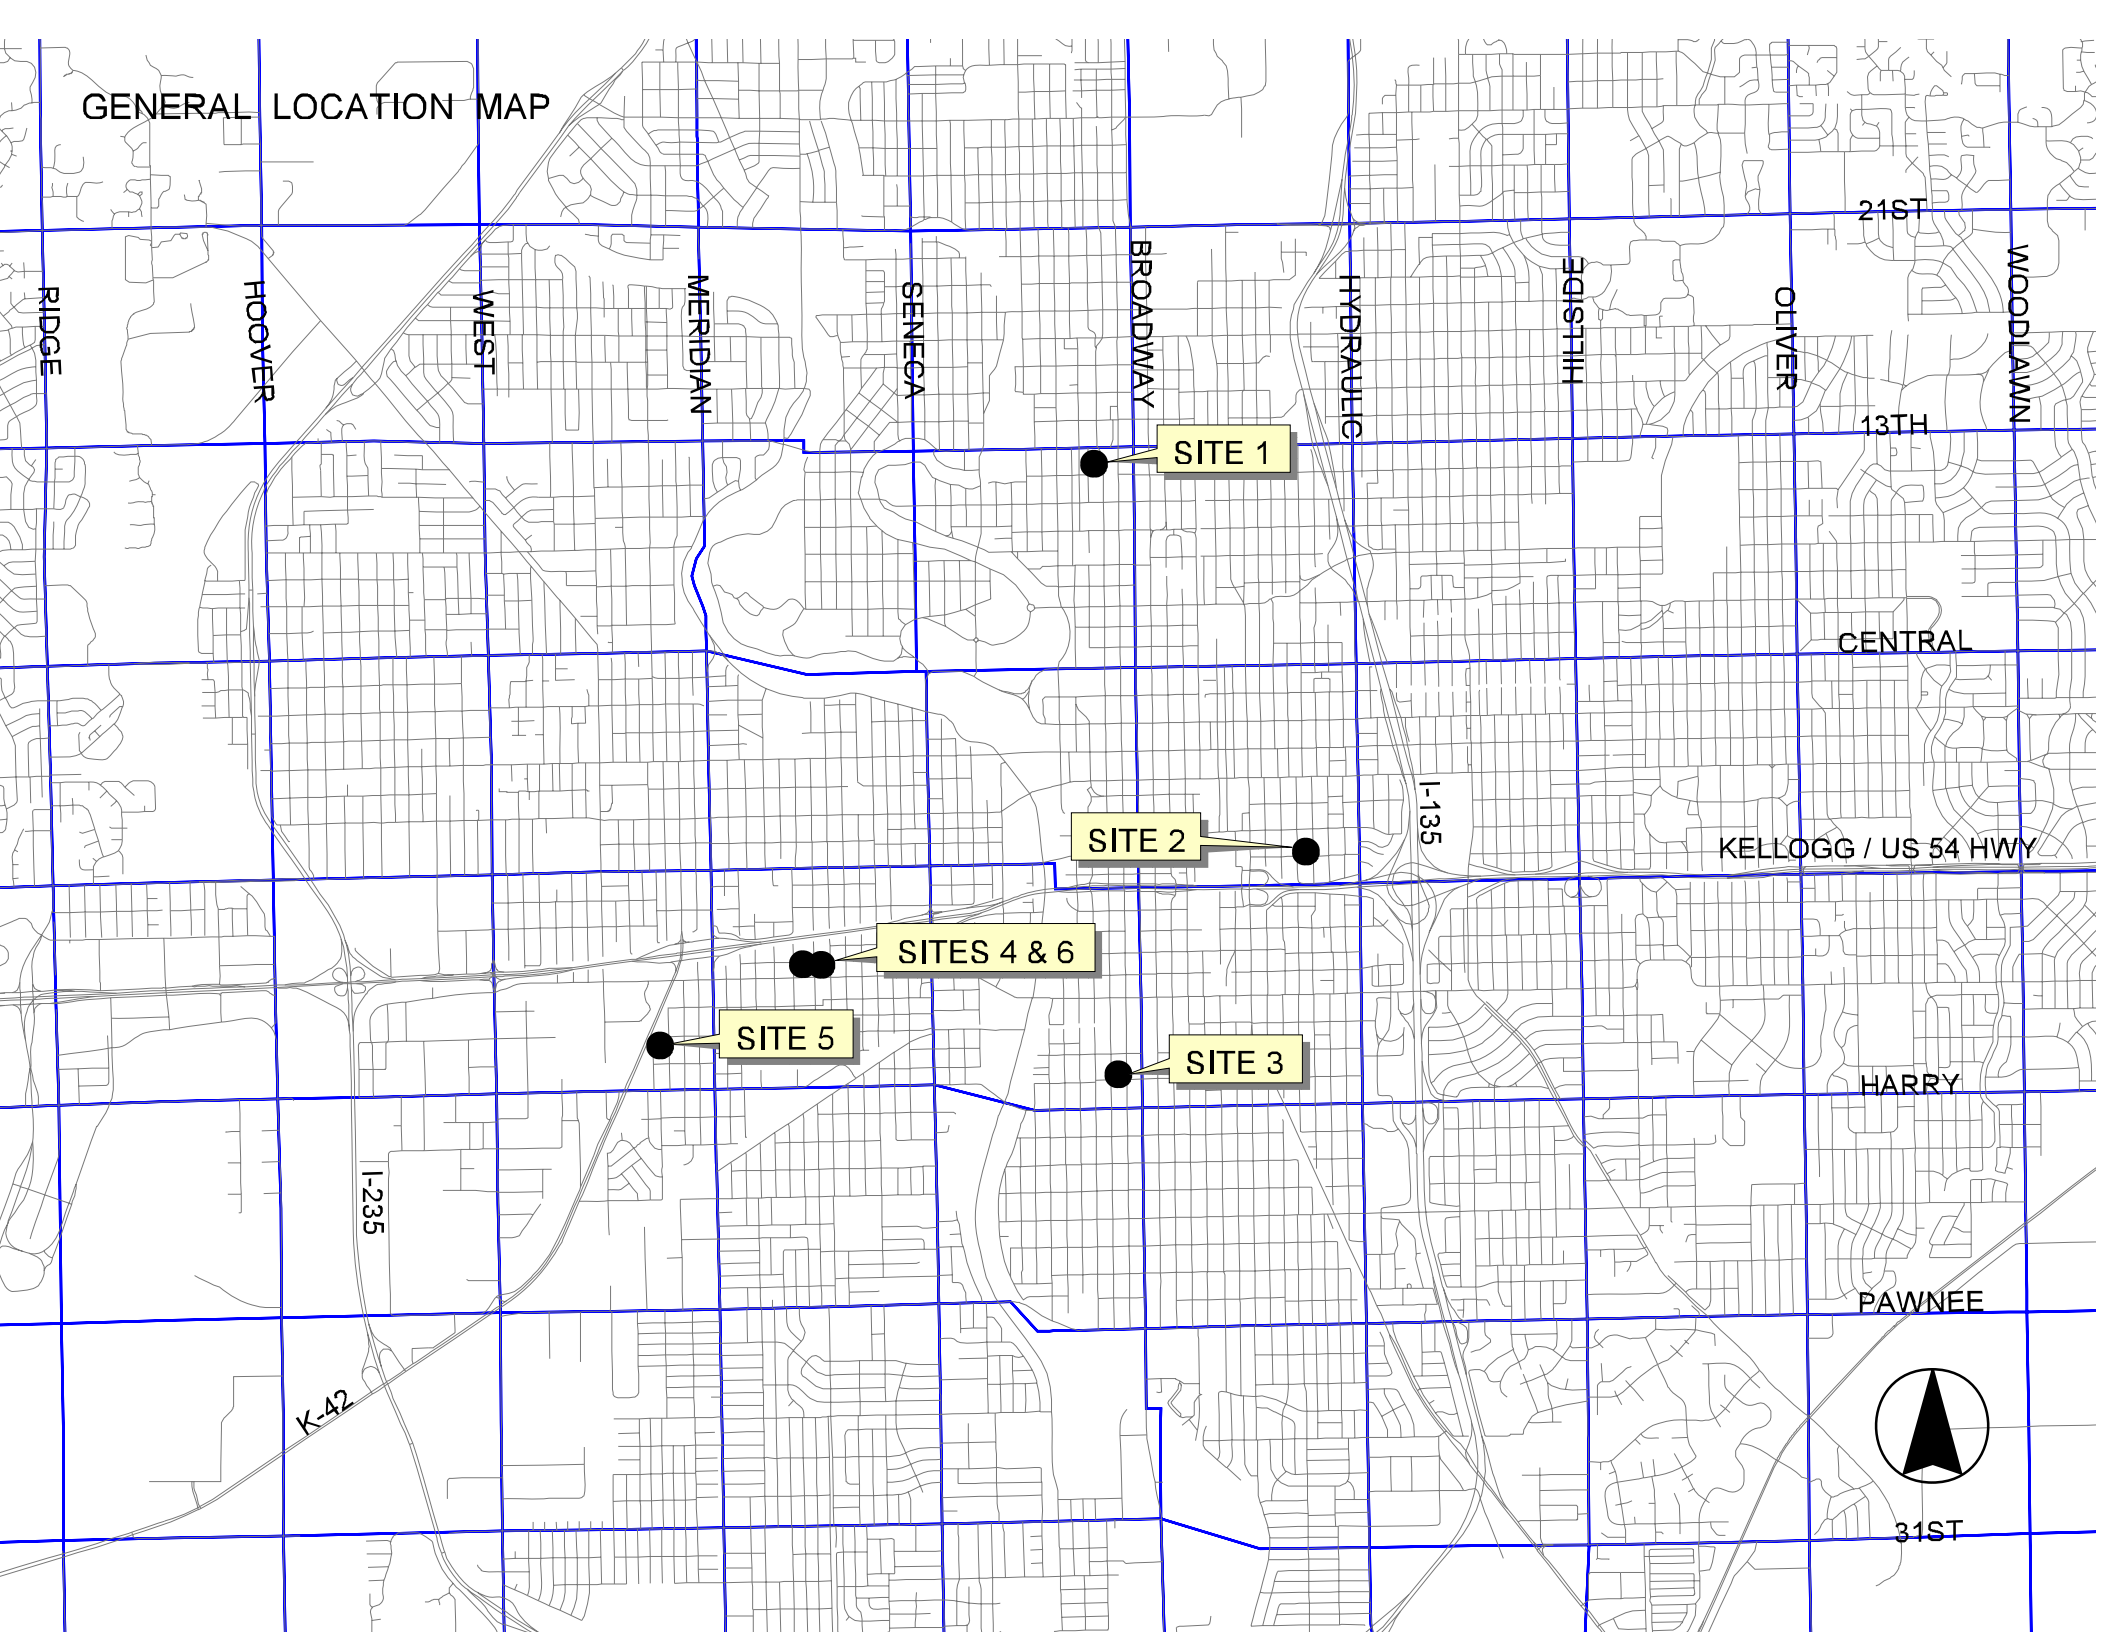 GENERAL LOCATION MAP
21ST
RIDGE
HOOVER
WEST
MERIDIAN
SENECA
BROADWAY
HYDRAULIC
HILLSIDE
OLIVER
WOODLAWN
13TH
SITE 1
CENTRAL
I-135
SITE 2
KELLOGG / US 54 HWY
SITES 4 & 6
SITE 5
SITE 3
HARRY
I-235
PAWNEE
K-42
31ST